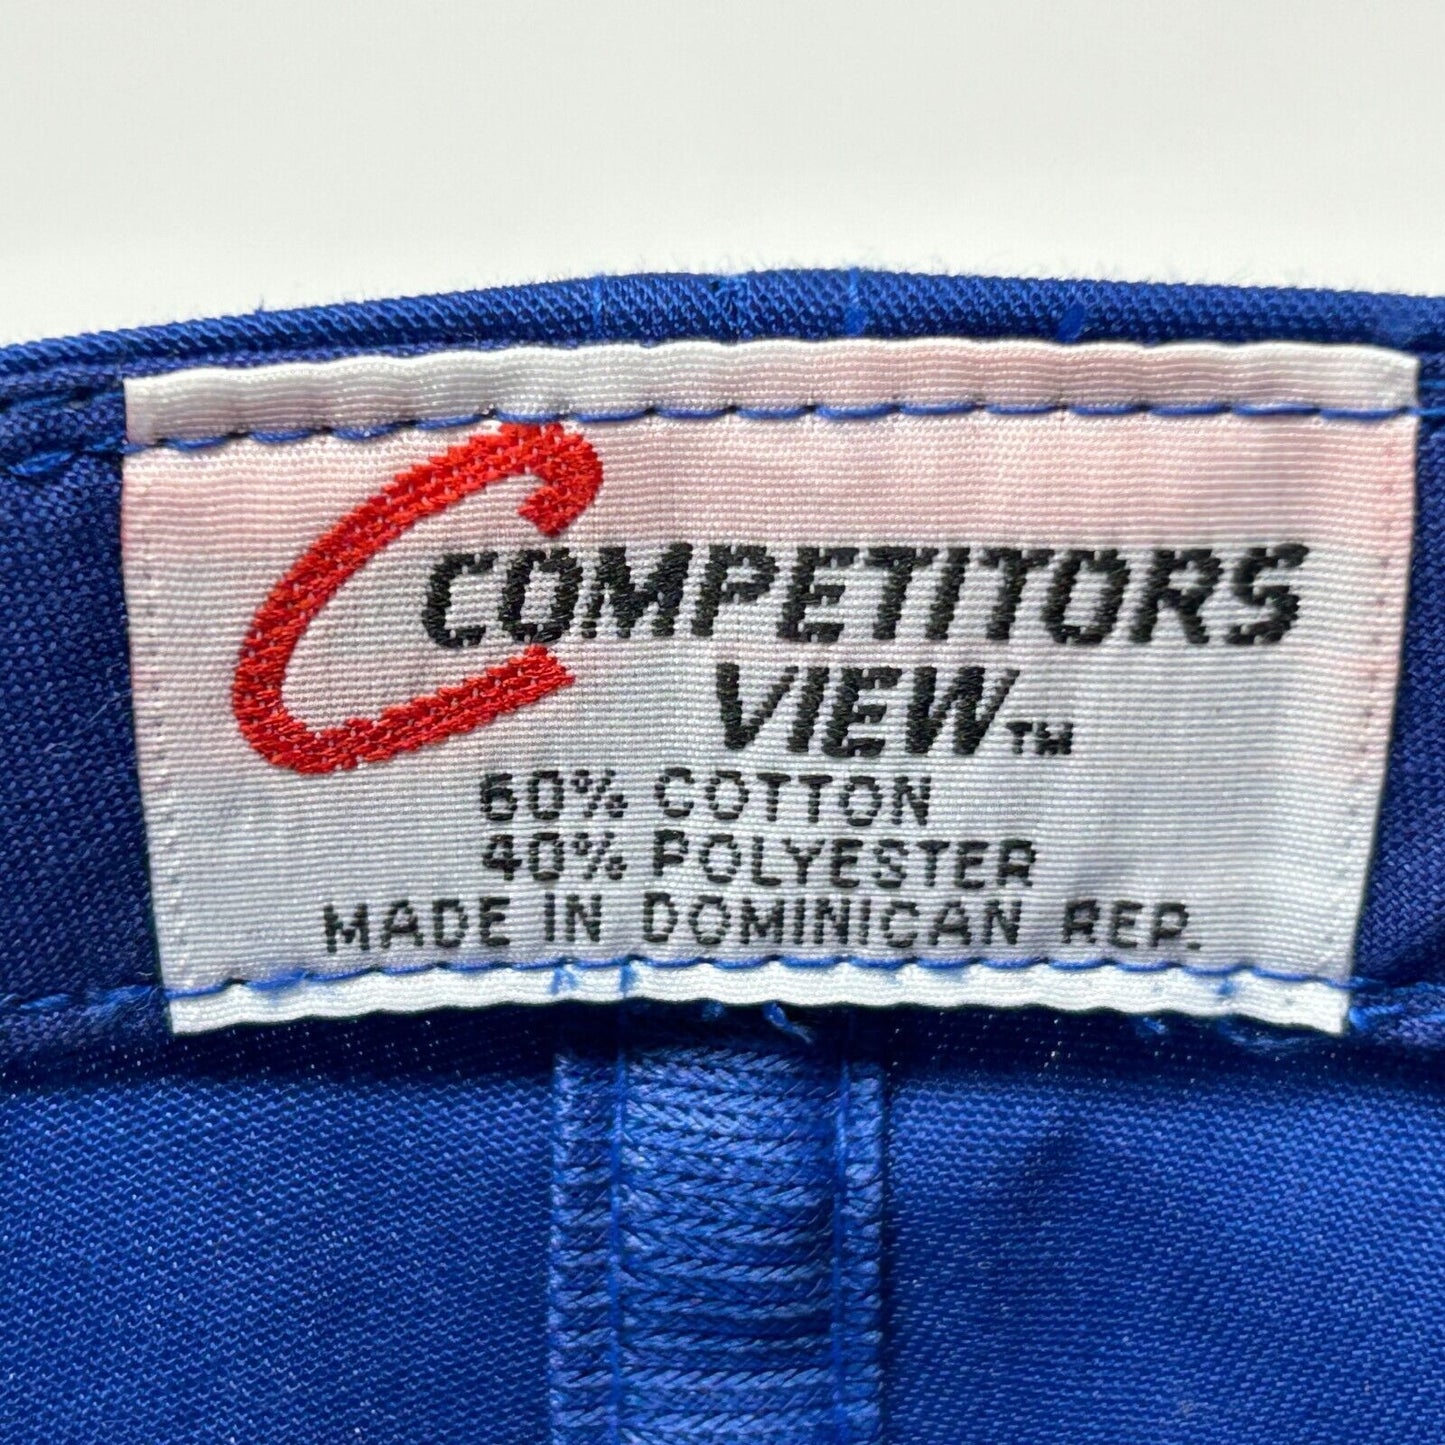 C COMPETITORS
VIEW™
60% COTTON
40% POLYESTER
MADE IN DOMINICAN REP.